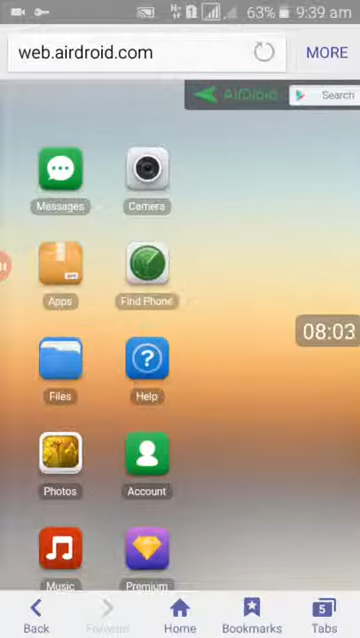 63% 9:39 am
web.airdroid.com MORE
AirDroid Search
Messages Camera
Apps Find Phone
08:03
Files Help
Photos Account
Music Premium
5
Back Forward Home Bookmarks Tabs